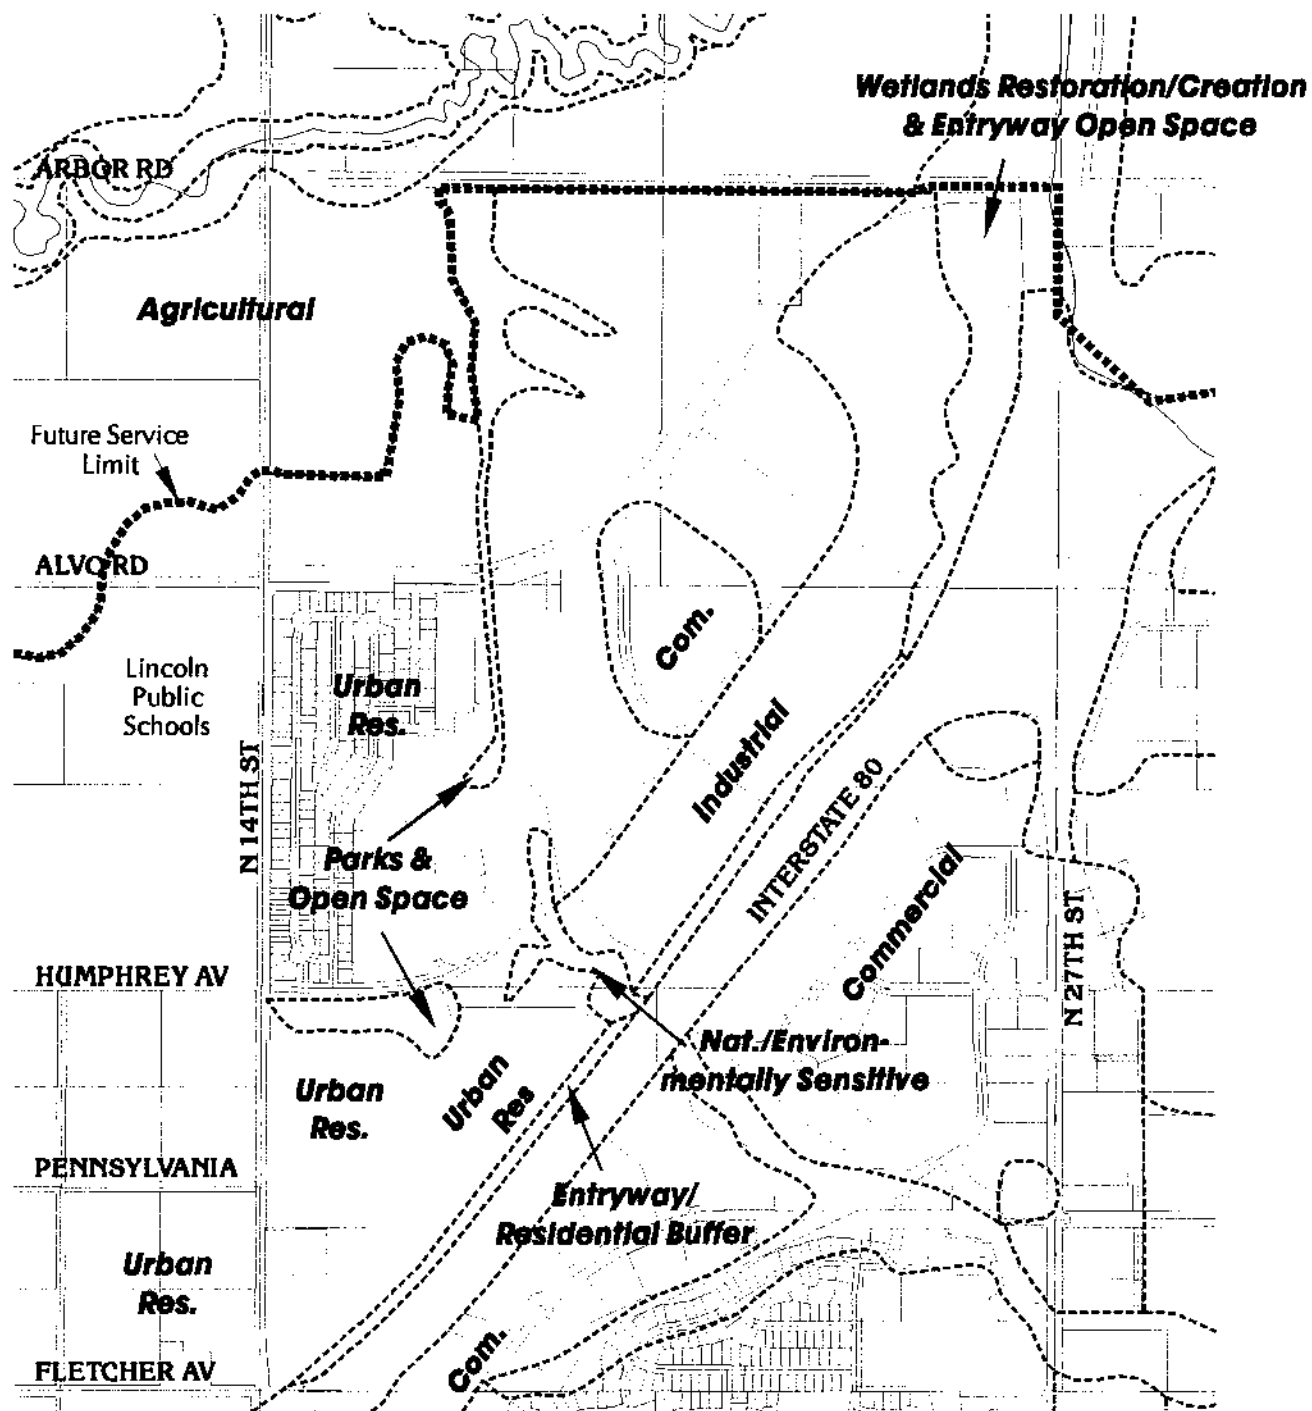 Wetlands Restoration/Creation
& Entryway Open Space
ARBOR RD
Agricultural
Future Service
Limit
ALVO RD
Com.
Lincoln
Public
Schools
Urban
Res.
Industrial
N 14TH ST
INTERSTATE 80
Parks &
Open Space
Commercial
N 27TH ST
HUMPHREY AV
Nat./Environ-
mentally Sensitive
Urban
Res.
Urban
Res
PENNSYLVANIA
Entryway/
Residential Buffer
Urban
Res.
Com.
FLETCHER AV